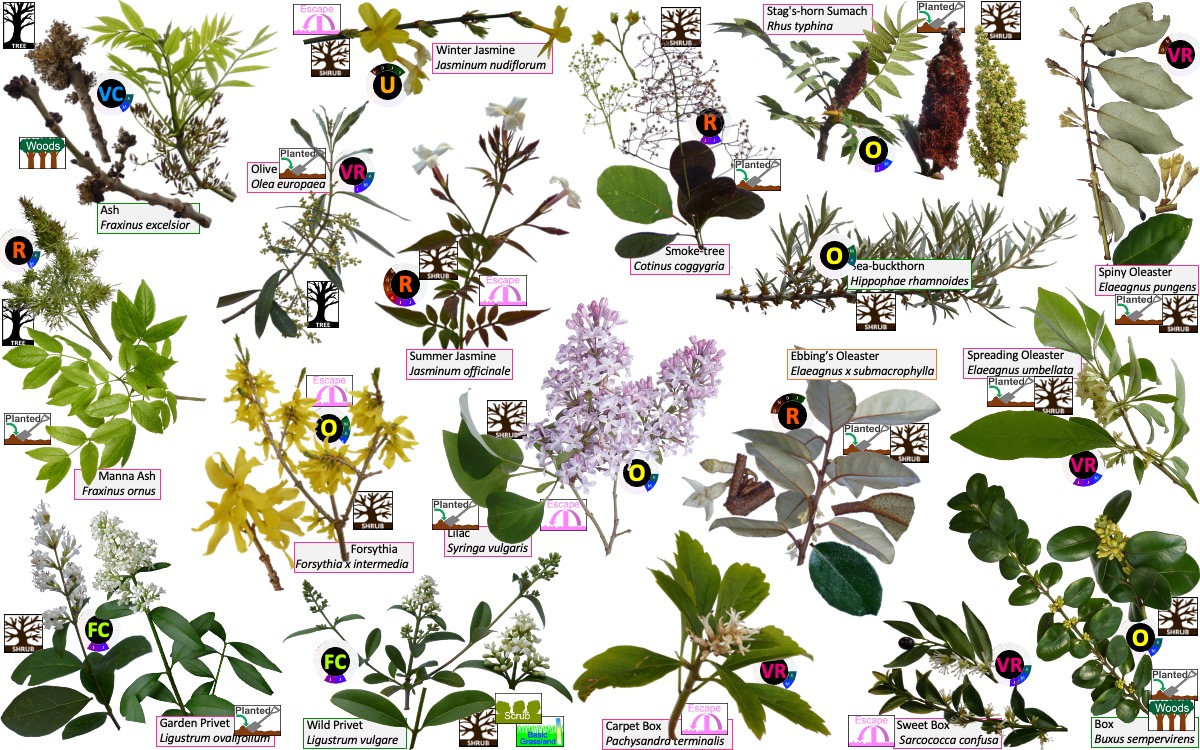 TREE
VC
Woods
Ash
Fraxinus excelsior
Escape
SHRUB
U
Winter Jasmine
Jasminum nudiflorum
Planted
Olive
Olea europaea
VR
TREE
SHRUB
R
Planted
Smoke-tree
Cotinus coggygria
Stag's-horn Sumach
Rhus typhina
Planted
SHRUB
O
VR
Spiny Oleaster
Elaeagnus pungens
Planted
SHRUB
R
TREE
Planted
Manna Ash
Fraxinus ornus
SHRUB
R
Escape
Summer Jasmine
Jasminum officinale
O
Sea-buckthorn
Hippophae rhamnoides
SHRUB
Escape
O
SHRUB
Forsythia
Forsythia x intermedia
SHRUB
O
Planted
Escape
Lilac
Syringa vulgaris
Ebbing's Oleaster
Elaeagnus x submacrophylla
R
Planted
SHRUB
Spreading Oleaster
Elaeagnus umbellata
Planted
SHRUB
VR
SHRUB
FC
Garden Privet
Ligustrum ovalifolium
Planted
FC
Wild Privet
Ligustrum vulgare
SHRUB
Scrub
Basic
Grassland
VR
Carpet Box
Pachysandra terminalis
Escape
VR
Escape
SHRUB
Sweet Box
Sarcococca confusa
SHRUB
O
Planted
Woods
Box
Buxus sempervirens